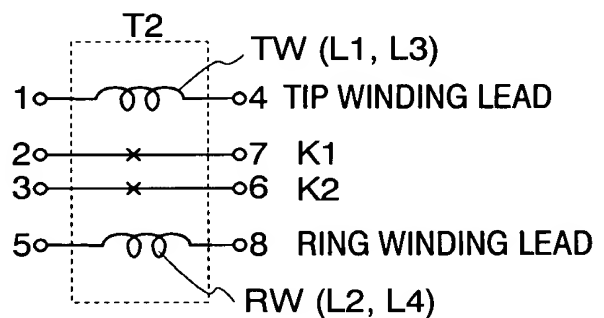 T2
TW (L1, L3)
1 4 TIP WINDING LEAD
2 7 K1
3 6 K2
5 8 RING WINDING LEAD
RW (L2, L4)